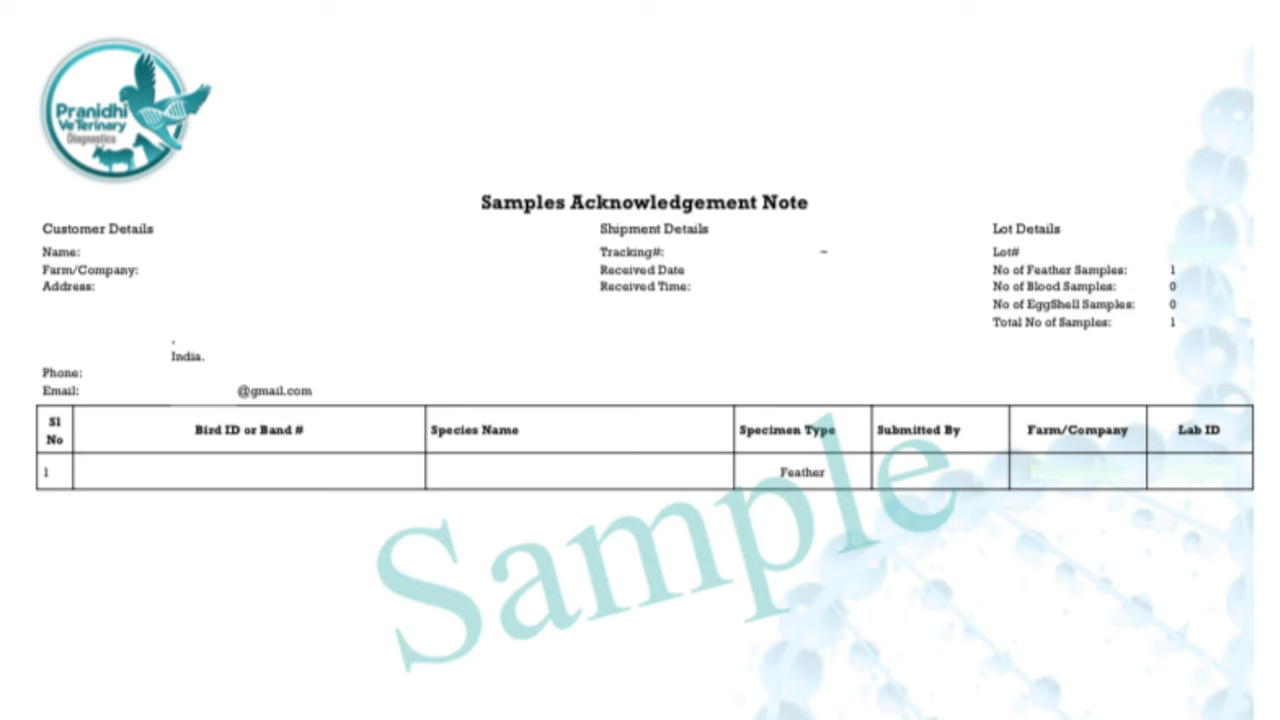 Pranidhi
VeTerinary
Diagnostics
Samples Acknowledgement Note
Customer Details Shipment Details Lot Details
Name: Tracking#: ~ Lot#
Farm/Company: Received Date No of Feather Samples: 1
Address: Received Time: No of Blood Samples: 0
No of EggShell Samples: 0
Total No of Samples: 1
.
India.
Phone:
Email: @gmail.com
Sl No Bird ID or Band # Species Name Specimen Type Submitted By Farm/Company Lab ID
1 Feather
Sample